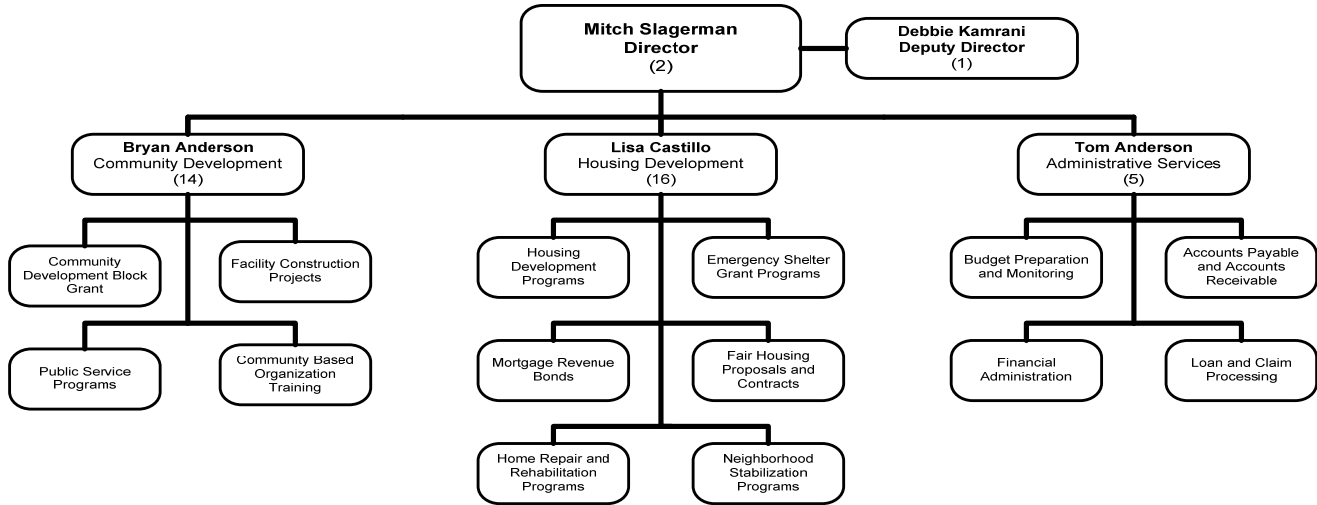 Mitch Slagerman
Director
(2)
Debbie Kamrani
Deputy Director
(1)
Bryan Anderson
Community Development
(14)
Lisa Castillo
Housing Development
(16)
Tom Anderson
Administrative Services
(5)
Community
Development Block
Grant
Facility Construction
Projects
Public Service
Programs
Community Based
Organization
Training
Housing
Development
Programs
Emergency Shelter
Grant Programs
Mortgage Revenue
Bonds
Fair Housing
Proposals and
Contracts
Home Repair and
Rehabilitation
Programs
Neighborhood
Stabilization
Programs
Budget Preparation
and Monitoring
Accounts Payable
and Accounts
Receivable
Financial
Administration
Loan and Claim
Processing